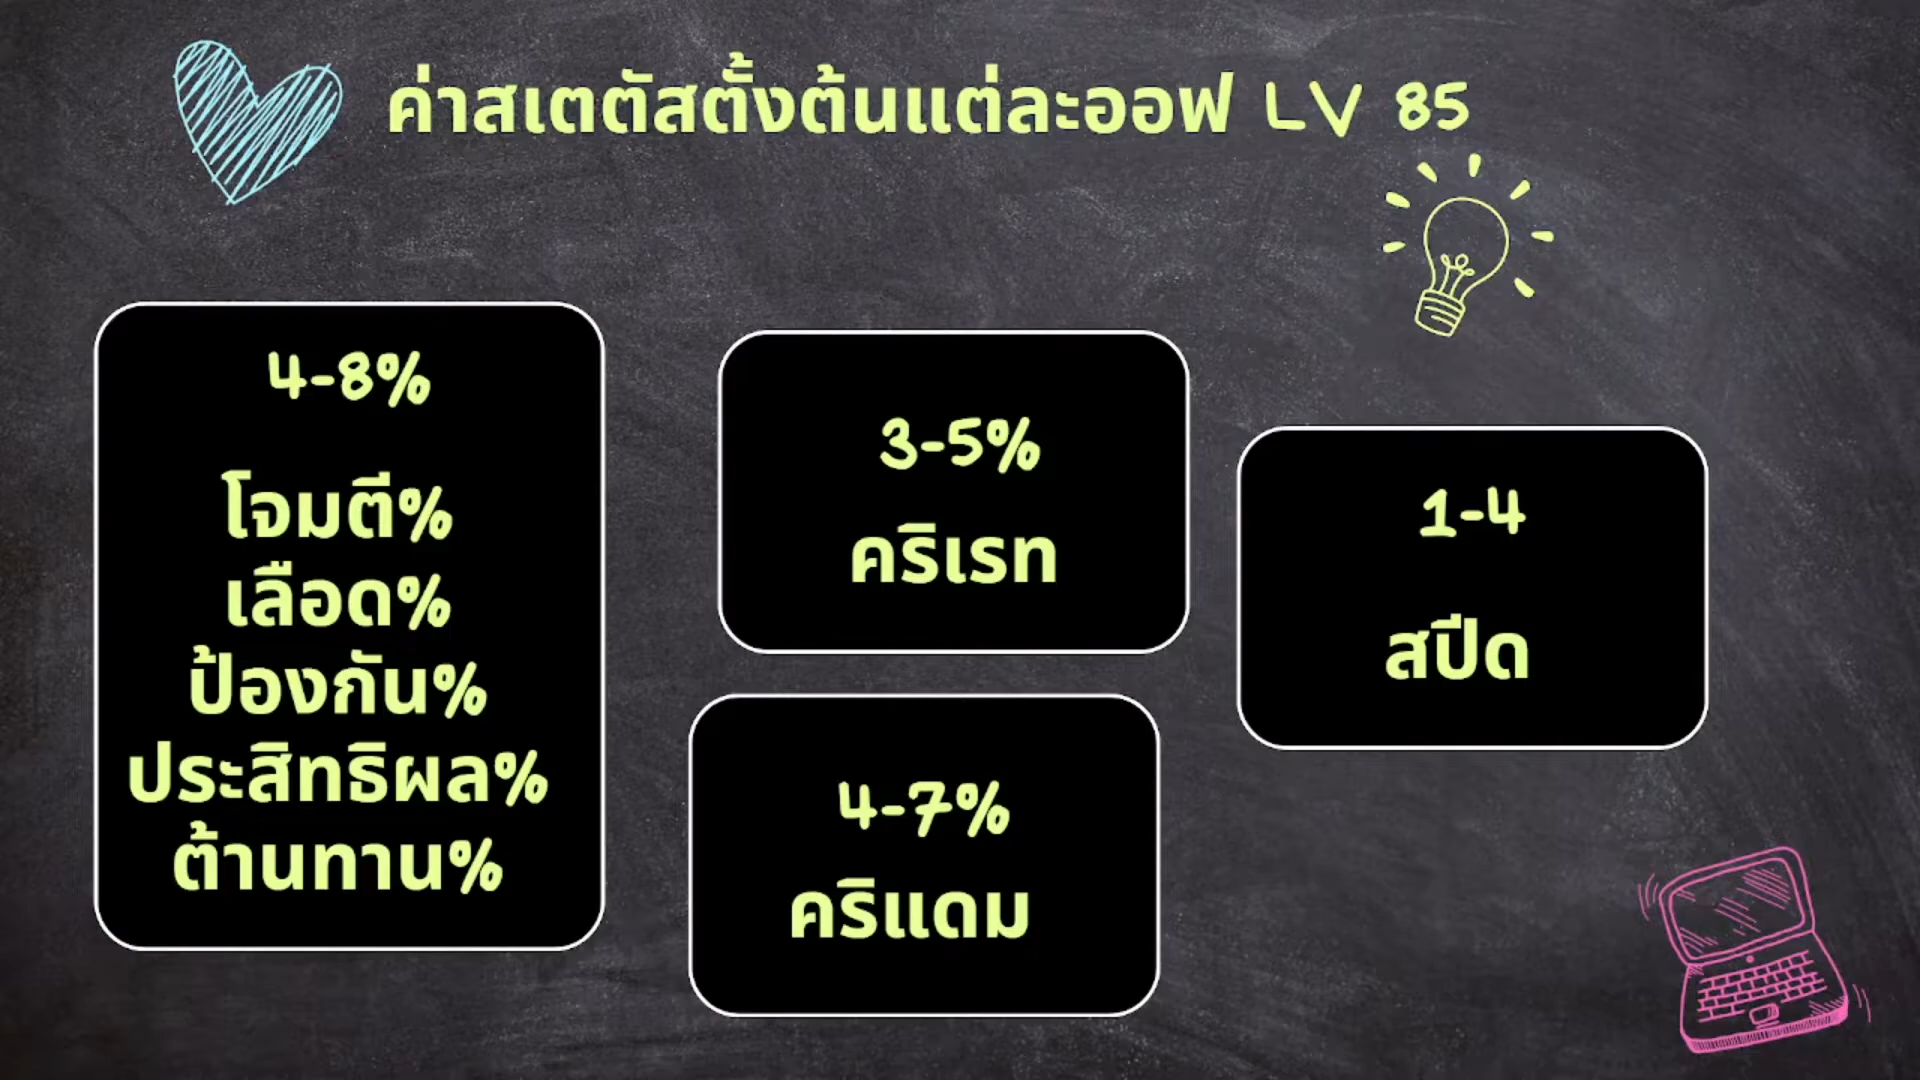 ค่าสเตตัสตั้งต้นแต่ละออฟ LV 85
4-8%
โจมตี%
เลือด%
ป้องกัน%
ประสิทธิผล%
ต้านทาน%
3-5%
คริเรท
4-7%
คริแดม
1-4
สปีด